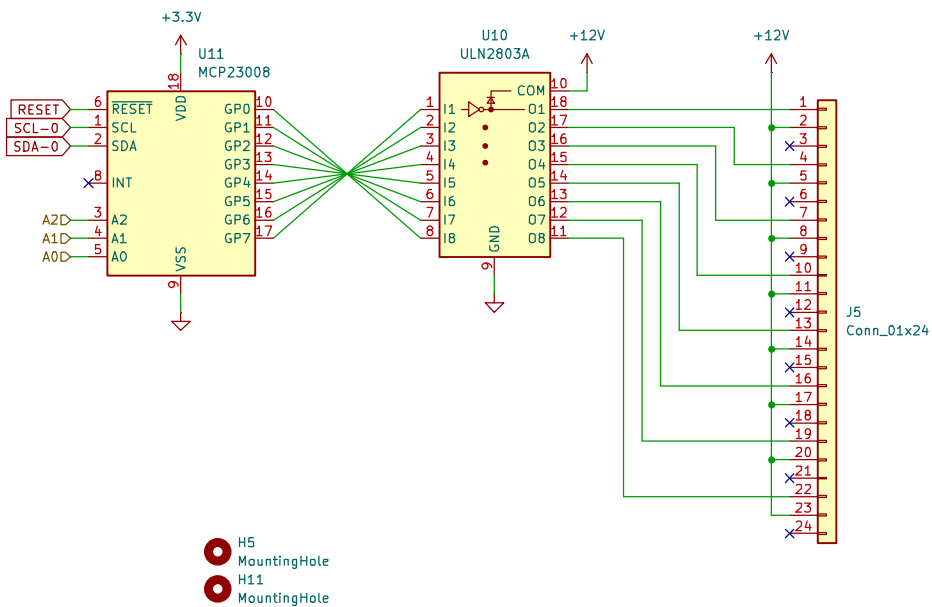 +3.3V
U11
MCP23008
18
VDD
RESET
SCL-0
SDA-0
6 RESET
1 SCL
2 SDA
8 INT
A2
A1
A0
3 A2
4 A1
5 A0
GP0 10
GP1 11
GP2 12
GP3 13
GP4 14
GP5 15
GP6 16
GP7 17
VSS
9
U10
ULN2803A
+12V
COM 10
1 I1
2 I2
3 I3
4 I4
5 I5
6 I6
7 I7
8 I8
O1 18
O2 17
O3 16
O4 15
O5 14
O6 13
O7 12
O8 11
GND
9
+12V
1
2
3
4
5
6
7
8
9
10
11
12
13
14
15
16
17
18
19
20
21
22
23
24
J5
Conn_01x24
H5
MountingHole
H11
MountingHole